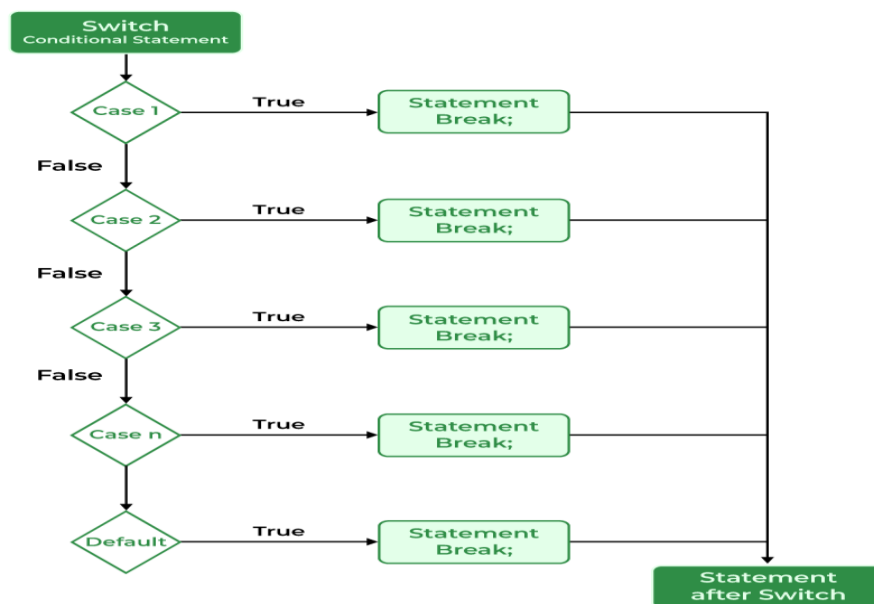 Switch
Conditional Statement
Case 1
True
Statement
Break;
False
Case 2
True
Statement
Break;
False
Case 3
True
Statement
Break;
False
Case n
True
Statement
Break;
Default
True
Statement
Break;
Statement
after Switch